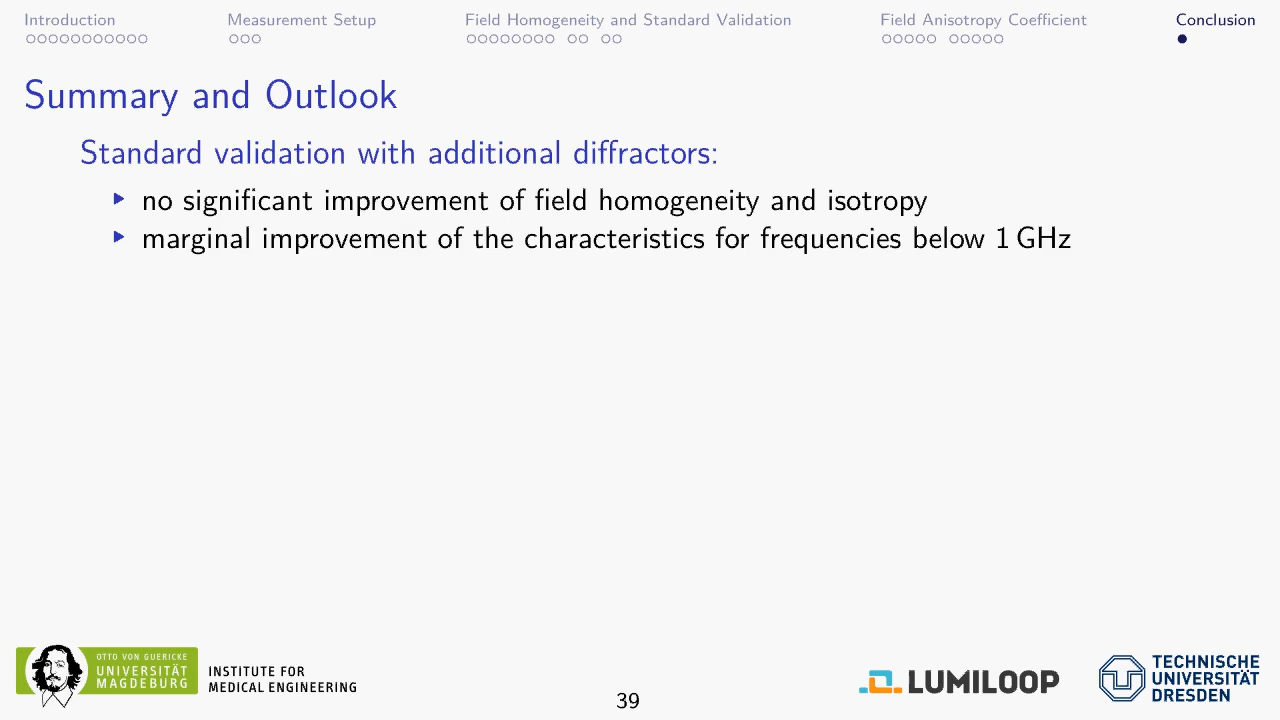 Introduction
Measurement Setup
Field Homogeneity and Standard Validation
Field Anisotropy Coefficient
Conclusion
Summary and Outlook
Standard validation with additional diffractors:
no significant improvement of field homogeneity and isotropy
marginal improvement of the characteristics for frequencies below 1 GHz
OTTO VON GUERICKE
UNIVERSITÄT
MAGDEBURG
INSTITUTE FOR
MEDICAL ENGINEERING
39
LUMILOOP
TECHNISCHE
UNIVERSITÄT
DRESDEN